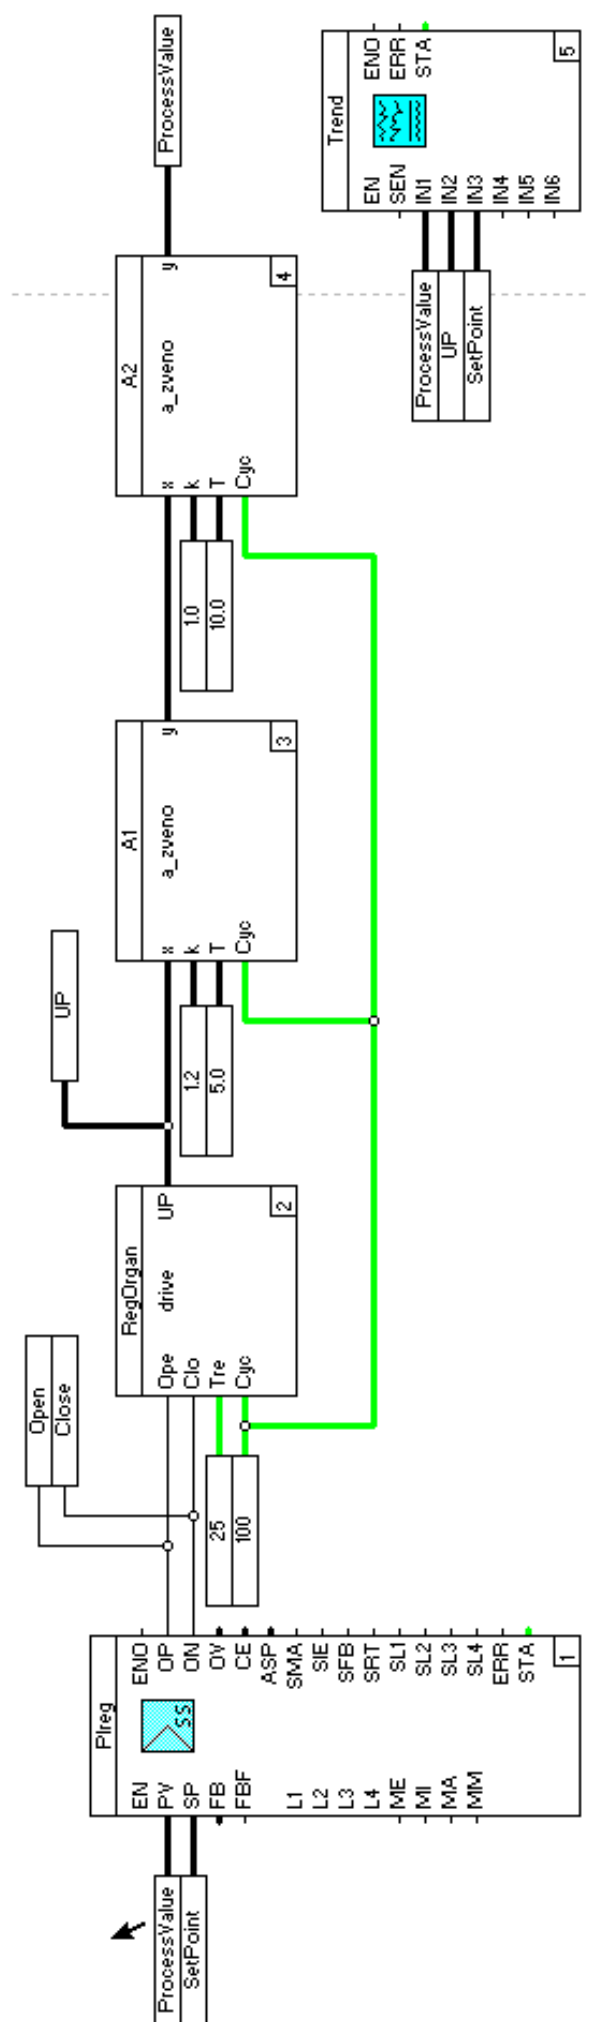 ProcessValue
SetPoint
PIreg
SS
EN
PV
SP
FB
FBF
L1
L2
L3
L4
ME
MI
MA
MM
ENO
OP
ON
OV
CE
ASP
SMA
SIE
SFB
SRT
SL1
SL2
SL3
SL4
ERR
STA
1
Open
Close
25
100
RegOrgan
drive
Ope
Clo
Tre
Cyc
UP
2
UP
1.2
5.0
A1
a_zveno
x
k
T
Cyc
y
3
1.0
10.0
A2
a_zveno
x
k
T
Cyc
y
4
ProcessValue
ProcessValue
UP
SetPoint
Trend
EN
SEN
IN1
IN2
IN3
IN4
IN5
IN6
ENO
ERR
STA
5